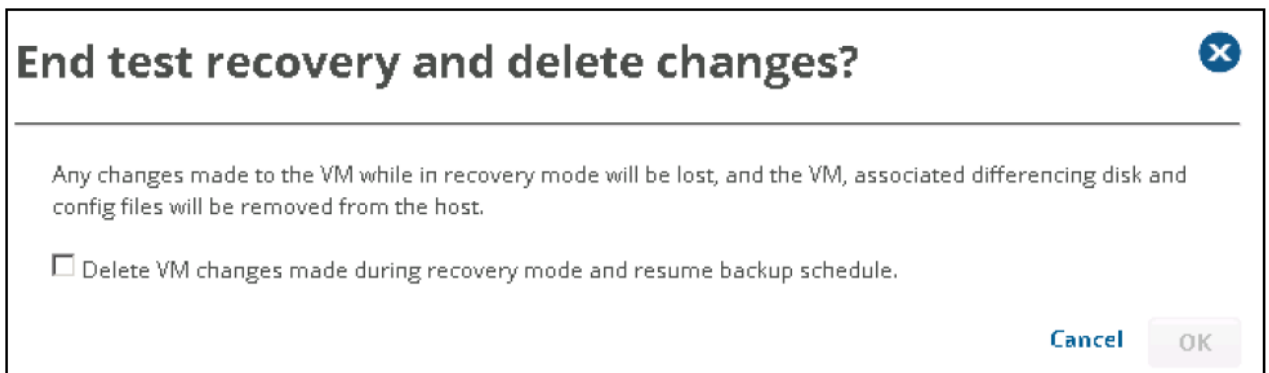 End test recovery and delete changes?
Any changes made to the VM while in recovery mode will be lost, and the VM, associated differencing disk and
config files will be removed from the host.
Delete VM changes made during recovery mode and resume backup schedule.
Cancel OK